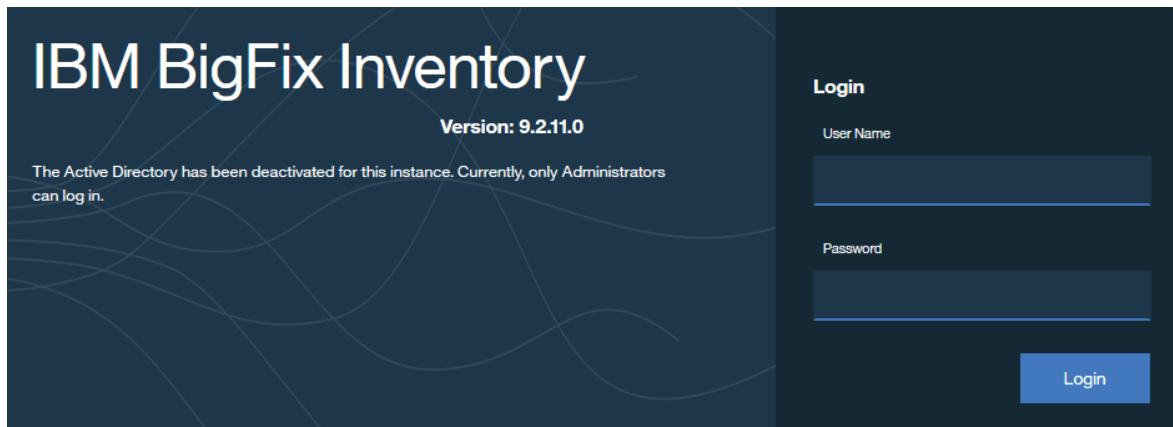 IBM BigFix Inventory
Version: 9.2.11.0
The Active Directory has been deactivated for this instance. Currently, only Administrators
can log in.
Login
User Name
Password
Login